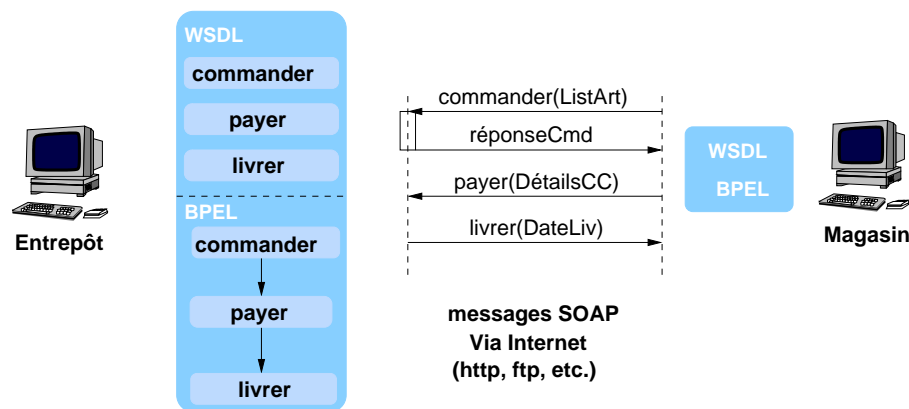 WSDL
commander
payer
livrer
BPEL
commander
payer
livrer
Entrepôt
commander(ListArt)
réponseCmd
payer(DétailsCC)
livrer(DateLiv)
messages SOAP
Via Internet
(http, ftp, etc.)
WSDL
BPEL
Magasin